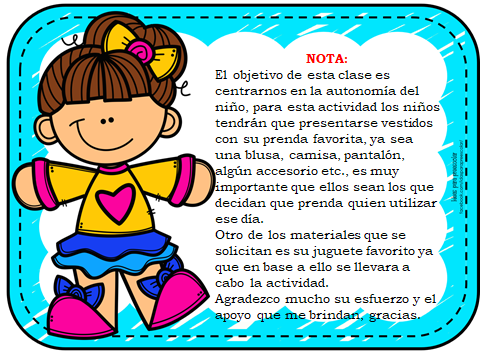 NOTA:
El objetivo de esta clase es
centrarnos en la autonomía del
niño, para esta actividad los niños
tendrán que presentarse vestidos
con su prenda favorita, ya sea
una blusa, camisa, pantalón,
algún accesorio etc., es muy
importante que ellos sean los que
decidan que prenda quien utilizar
ese día.
Otro de los materiales que se
solicitan es su juguete favorito ya
que en base a ello se llevara a
cabo la actividad.
Agradezco mucho su esfuerzo y el
apoyo que me brindan, gracias.